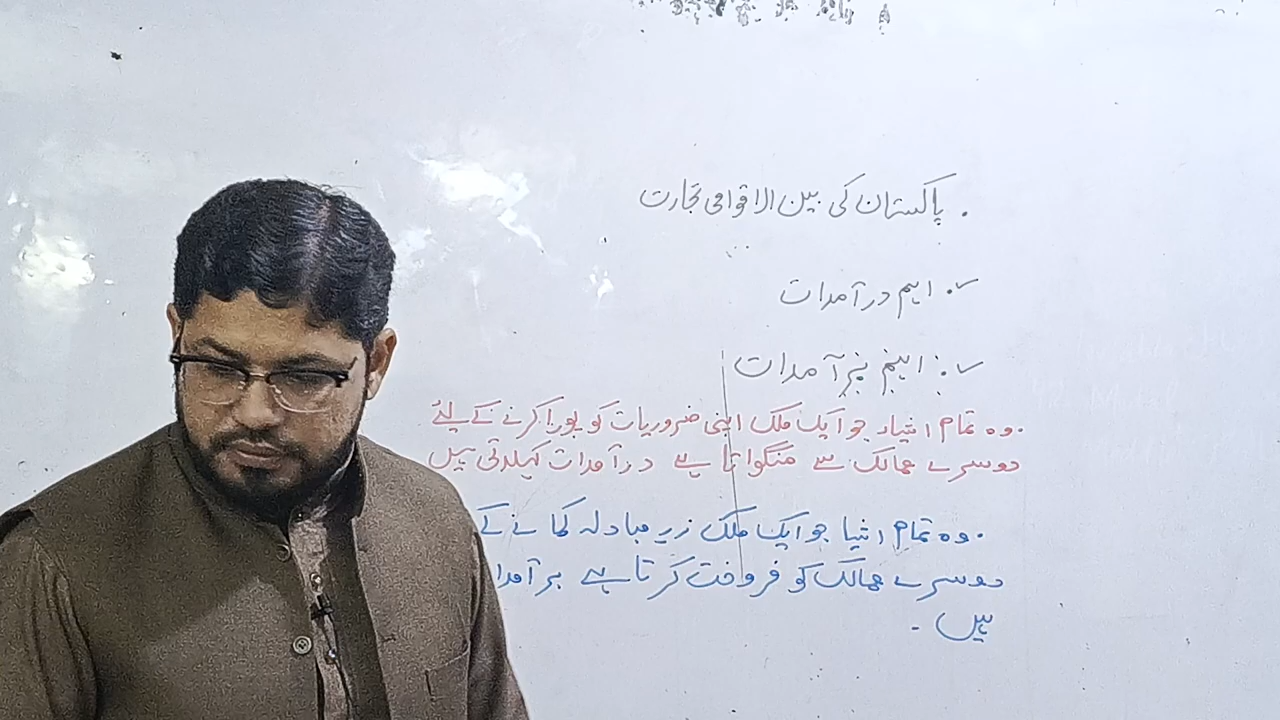 . پاکستان کی بین الاقوامی تجارت
. اہم درآمدات
. اہم برآمدات
. وہ تمام اشیاء جو ایک ملک اپنی ضروریات کو پورا کرنے کے لئے
دوسرے ممالک سے منگواتا ہے درآمدات کہلاتی ہیں
. وہ تمام اشیا جو ایک ملک زر مبادلہ کمانے کے
دوسرے ممالک کو فروخت کرتا ہے برآمدا
ہیں .